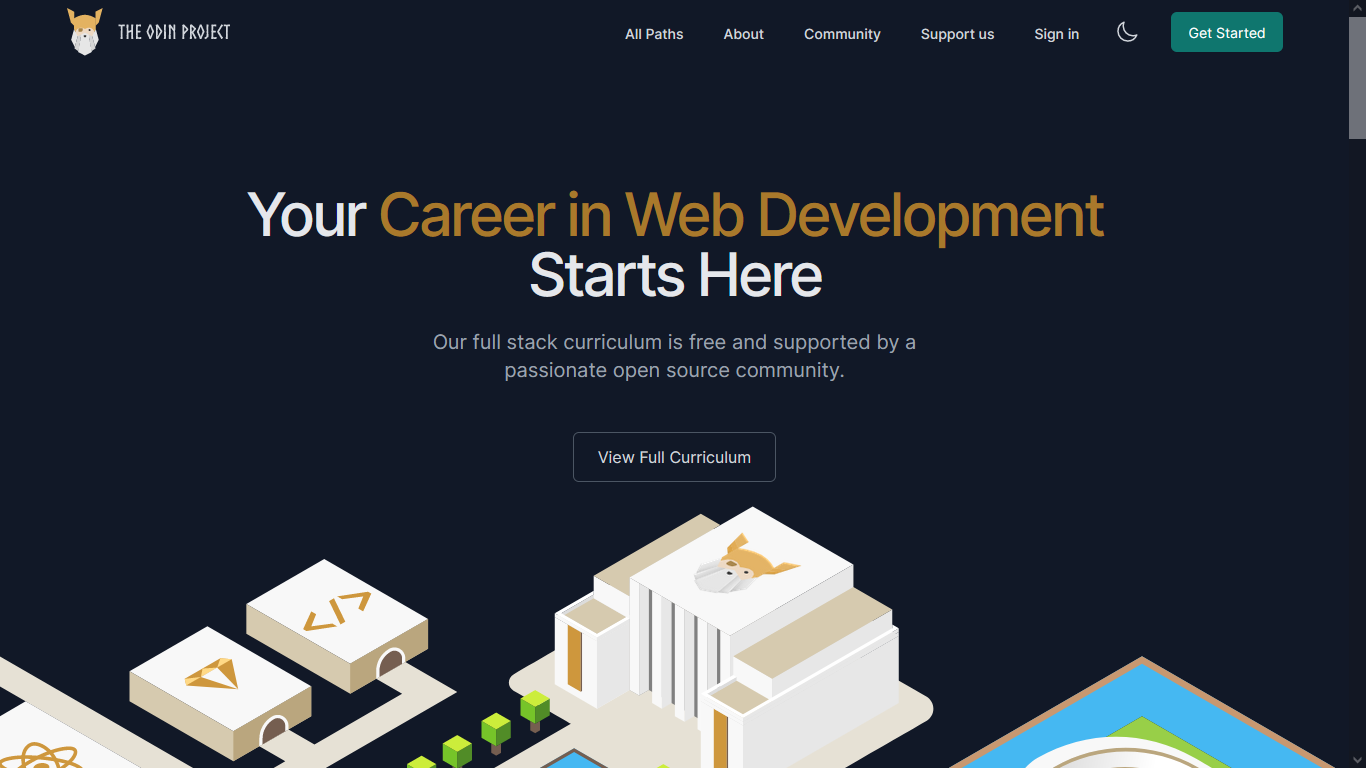 THE ODIN PROJECT
All Paths
About
Community
Support us
Sign in
Get Started
Your Career in Web Development
Starts Here
Our full stack curriculum is free and supported by a
passionate open source community.
View Full Curriculum